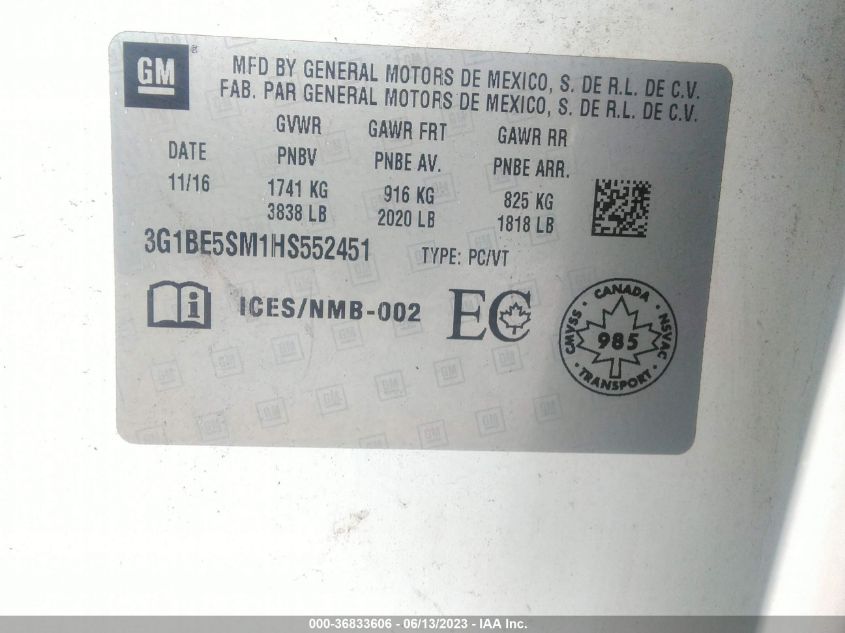 GM
MFD BY GENERAL MOTORS DE MEXICO, S. DE R.L. DE C.V.
FAB. PAR GENERAL MOTORS DE MEXICO, S. DE R.L. DE C.V.
DATE GVWR PNBV GAWR FRT PNBE AV. GAWR RR PNBE ARR.
11/16 1741 KG 916 KG 825 KG
3838 LB 2020 LB 1818 LB
3G1BE5SM1HS552451 TYPE: PC/VT
i ICES/NMB-002 EC
CANADA
CMVSS 985 NSVAC
TRANSPORT
000-36833606 - 06/13/2023 - IAA Inc.